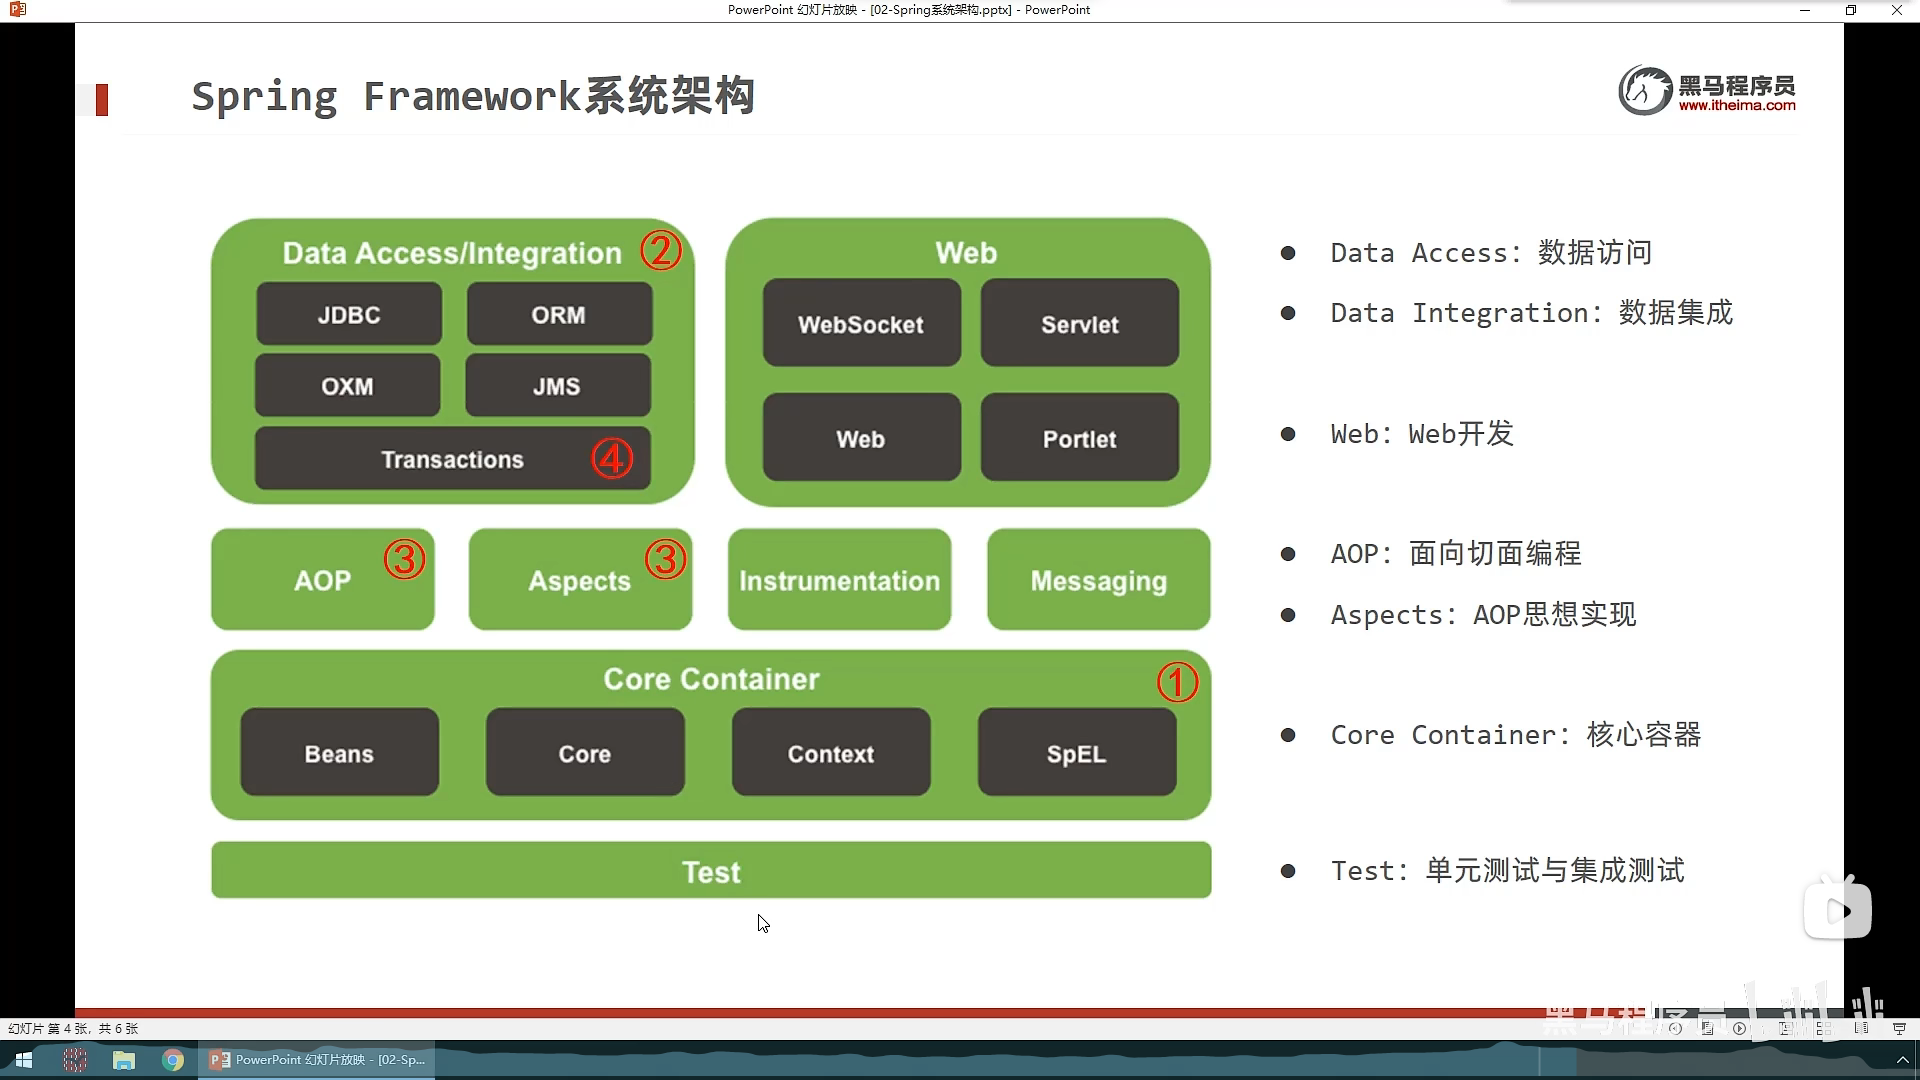 PowerPoint 幻灯片放映 - [02-Spring系统架构.pptx] - PowerPoint
Spring Framework系统架构
黑马程序员
www.itheima.com
Data Access/Integration ②
JDBC ORM
OXM JMS
Transactions ④
Web
WebSocket Servlet
Web Portlet
AOP ③ Aspects ③ Instrumentation Messaging
Core Container ①
Beans Core Context SpEL
Test
● Data Access：数据访问
● Data Integration：数据集成
● Web：Web开发
● AOP：面向切面编程
● Aspects：AOP思想实现
● Core Container：核心容器
● Test：单元测试与集成测试
黑马程序员
幻灯片 第 4 张，共 6 张
PowerPoint 幻灯片放映 - [02-Sp...